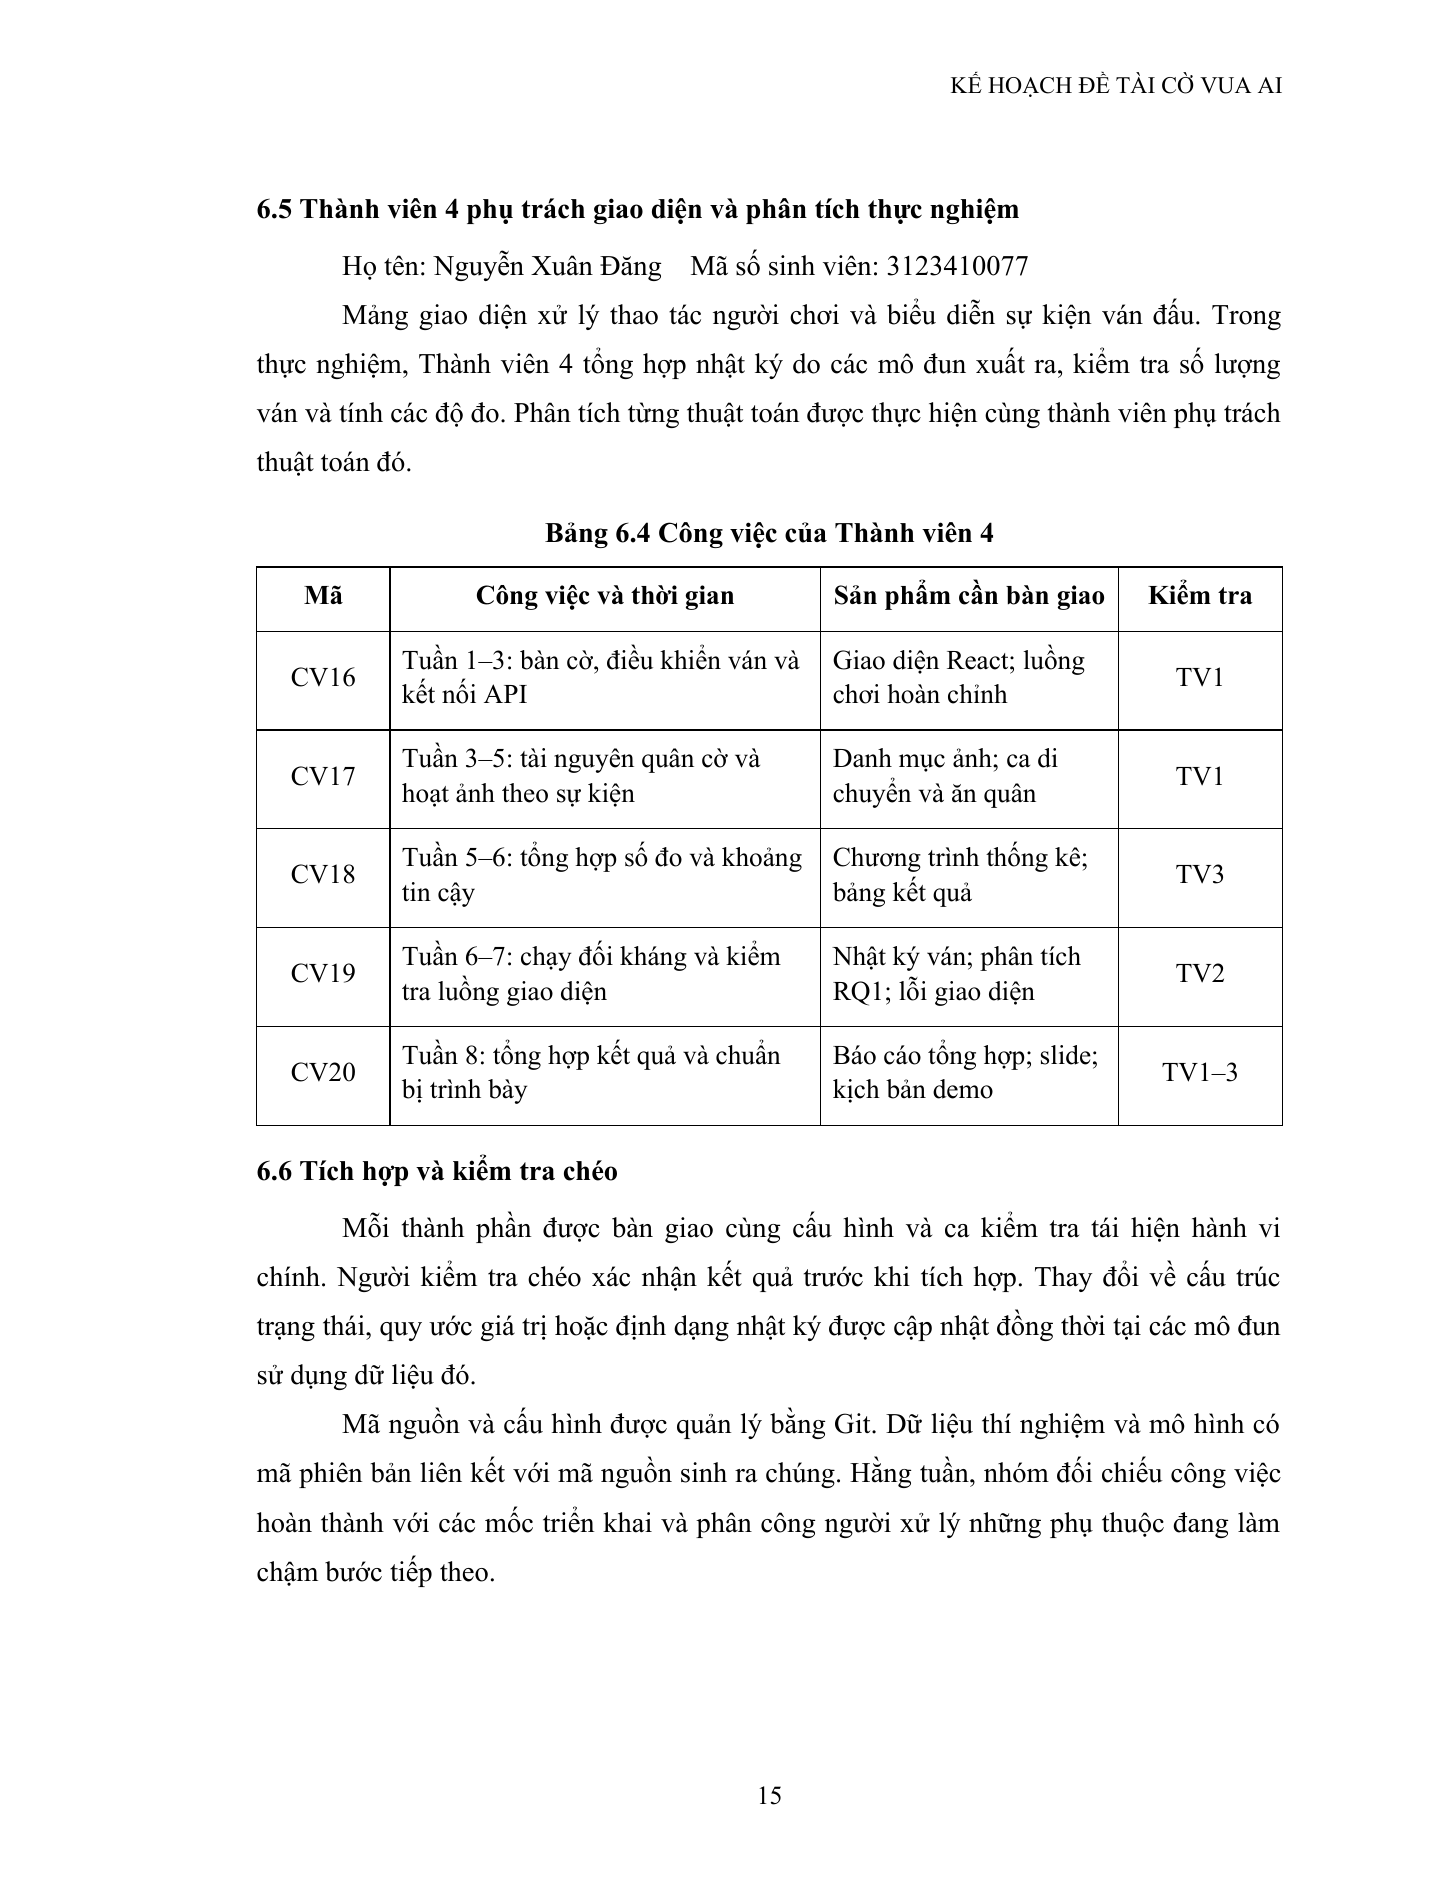 KẾ HOẠCH ĐỀ TÀI CỜ VUA AI
6.5 Thành viên 4 phụ trách giao diện và phân tích thực nghiệm
Họ tên: Nguyễn Xuân Đăng    Mã số sinh viên: 3123410077
Mảng giao diện xử lý thao tác người chơi và biểu diễn sự kiện ván đấu. Trong
thực nghiệm, Thành viên 4 tổng hợp nhật ký do các mô đun xuất ra, kiểm tra số lượng
ván và tính các độ đo. Phân tích từng thuật toán được thực hiện cùng thành viên phụ trách
thuật toán đó.
Bảng 6.4 Công việc của Thành viên 4
Mã Công việc và thời gian Sản phẩm cần bàn giao Kiểm tra
CV16 Tuần 1–3: bàn cờ, điều khiển ván và Giao diện React; luồng TV1
kết nối API chơi hoàn chỉnh
CV17 Tuần 3–5: tài nguyên quân cờ và Danh mục ảnh; ca di TV1
hoạt ảnh theo sự kiện chuyển và ăn quân
CV18 Tuần 5–6: tổng hợp số đo và khoảng Chương trình thống kê; TV3
tin cậy bảng kết quả
CV19 Tuần 6–7: chạy đối kháng và kiểm Nhật ký ván; phân tích TV2
tra luồng giao diện RQ1; lỗi giao diện
CV20 Tuần 8: tổng hợp kết quả và chuẩn Báo cáo tổng hợp; slide; TV1–3
bị trình bày kịch bản demo
6.6 Tích hợp và kiểm tra chéo
Mỗi thành phần được bàn giao cùng cấu hình và ca kiểm tra tái hiện hành vi
chính. Người kiểm tra chéo xác nhận kết quả trước khi tích hợp. Thay đổi về cấu trúc
trạng thái, quy ước giá trị hoặc định dạng nhật ký được cập nhật đồng thời tại các mô đun
sử dụng dữ liệu đó.
Mã nguồn và cấu hình được quản lý bằng Git. Dữ liệu thí nghiệm và mô hình có
mã phiên bản liên kết với mã nguồn sinh ra chúng. Hằng tuần, nhóm đối chiếu công việc
hoàn thành với các mốc triển khai và phân công người xử lý những phụ thuộc đang làm
chậm bước tiếp theo.
15